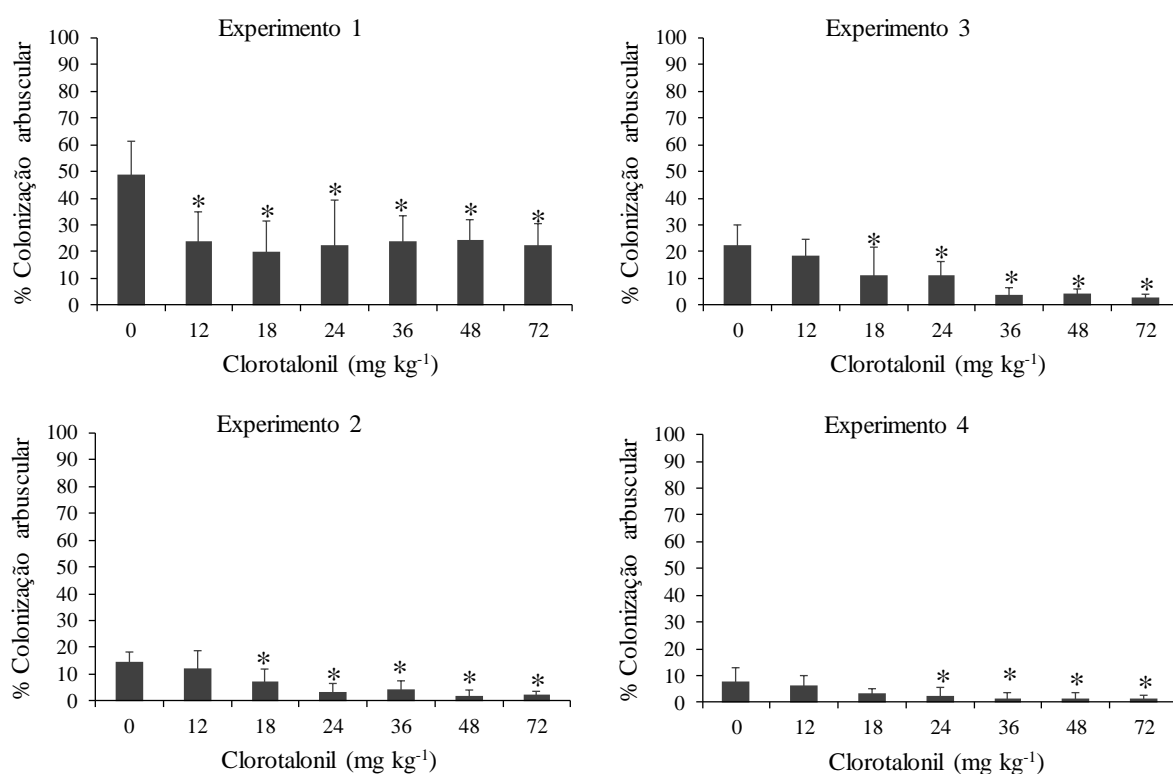 Experimento 1
% Colonização arbuscular
100
90
80
70
60
50
40
30
20
10
0
* * * * * *
0 12 18 24 36 48 72
Clorotalonil (mg kg⁻¹)
Experimento 3
% Colonização arbuscular
100
90
80
70
60
50
40
30
20
10
0
* * * * *
0 12 18 24 36 48 72
Clorotalonil (mg kg⁻¹)
Experimento 2
% Colonização arbuscular
100
90
80
70
60
50
40
30
20
10
0
* * * * *
0 12 18 24 36 48 72
Clorotalonil (mg kg⁻¹)
Experimento 4
% Colonização arbuscular
100
90
80
70
60
50
40
30
20
10
0
* * * *
0 12 18 24 36 48 72
Clorotalonil (mg kg⁻¹)